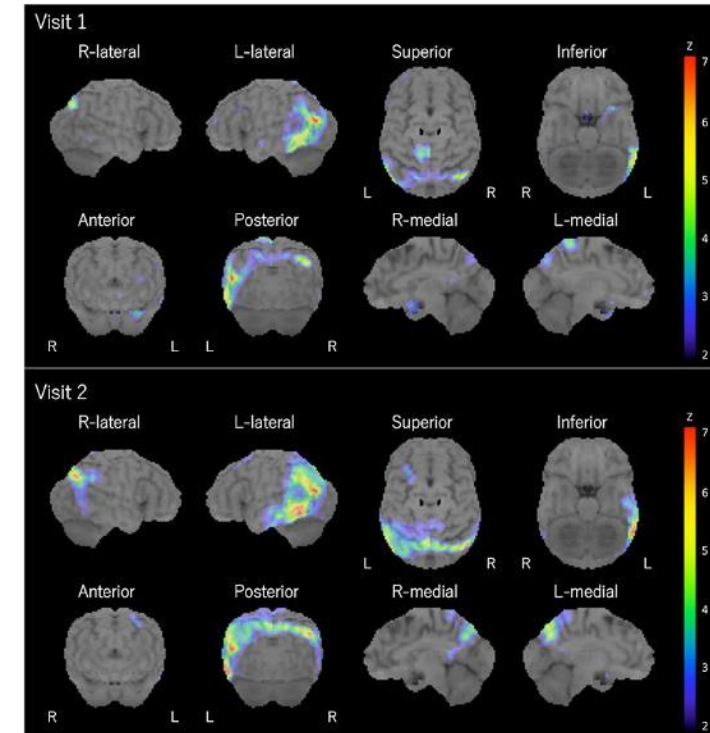 Visit 1
R-lateral L-lateral Superior Inferior
L R R L
Anterior Posterior R-medial L-medial
R L L R
Z
7
6
5
4
3
2
Visit 2
R-lateral L-lateral Superior Inferior
L R R L
Anterior Posterior R-medial L-medial
R L L R
Z
7
6
5
4
3
2